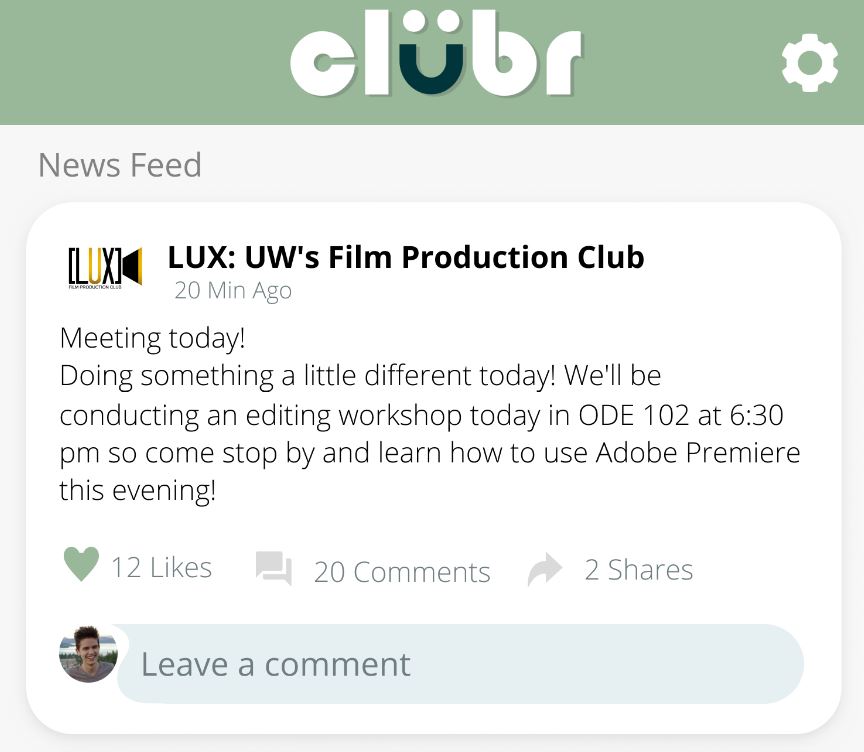 clübr
News Feed
[LUX]
FILM PRODUCTION CLUB
LUX: UW's Film Production Club
20 Min Ago
Meeting today!
Doing something a little different today! We'll be
conducting an editing workshop today in ODE 102 at 6:30
pm so come stop by and learn how to use Adobe Premiere
this evening!
12 Likes
20 Comments
2 Shares
Leave a comment